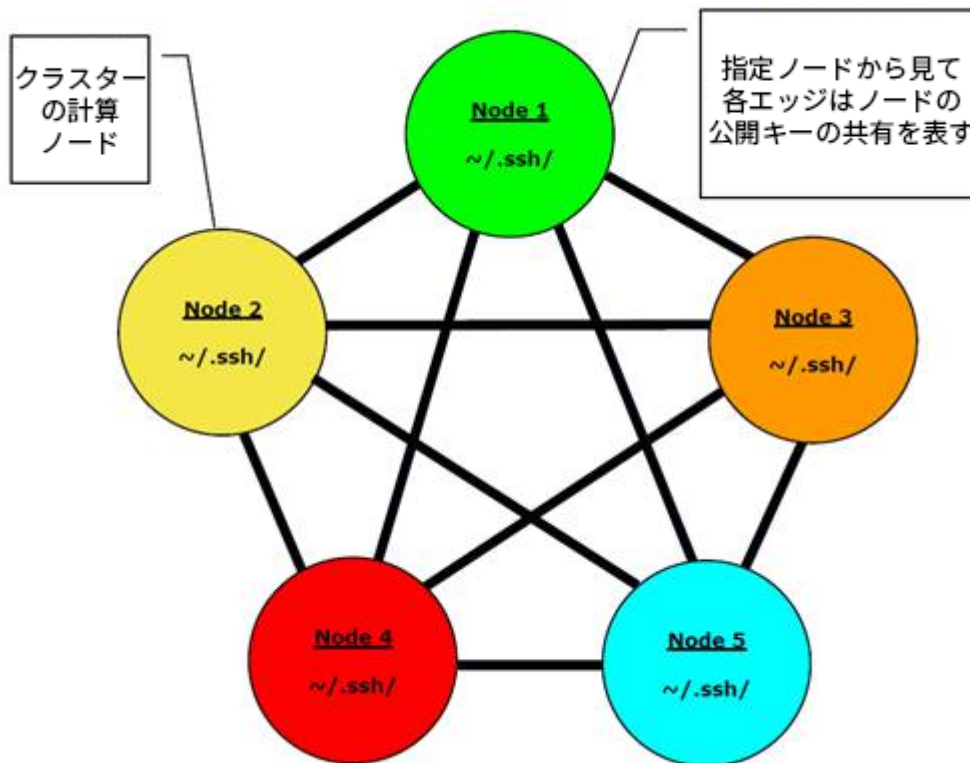 クラスター
の計算
ノード
指定ノードから見て
各エッジはノードの
公開キーの共有を表す
Node 1
~/.ssh/
Node 2
~/.ssh/
Node 3
~/.ssh/
Node 4
~/.ssh/
Node 5
~/.ssh/